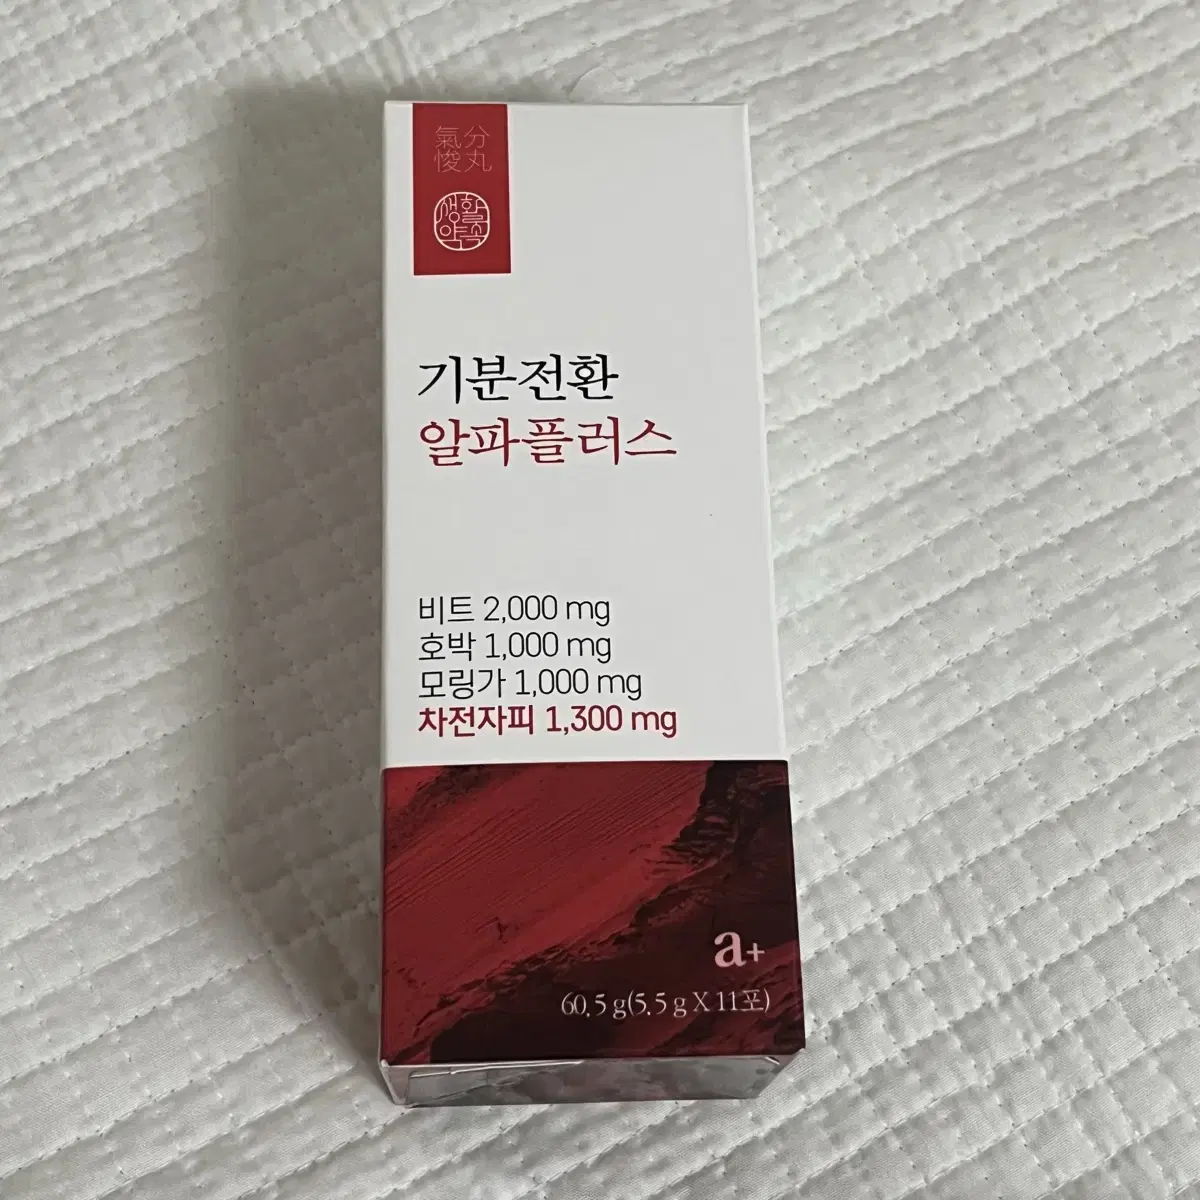 氣分
悛丸
생활
약속
기분전환
알파플러스
비트 2,000 mg
호박 1,000 mg
모링가 1,000 mg
차전자피 1,300 mg
a+
60.5 g(5.5 g X 11포)